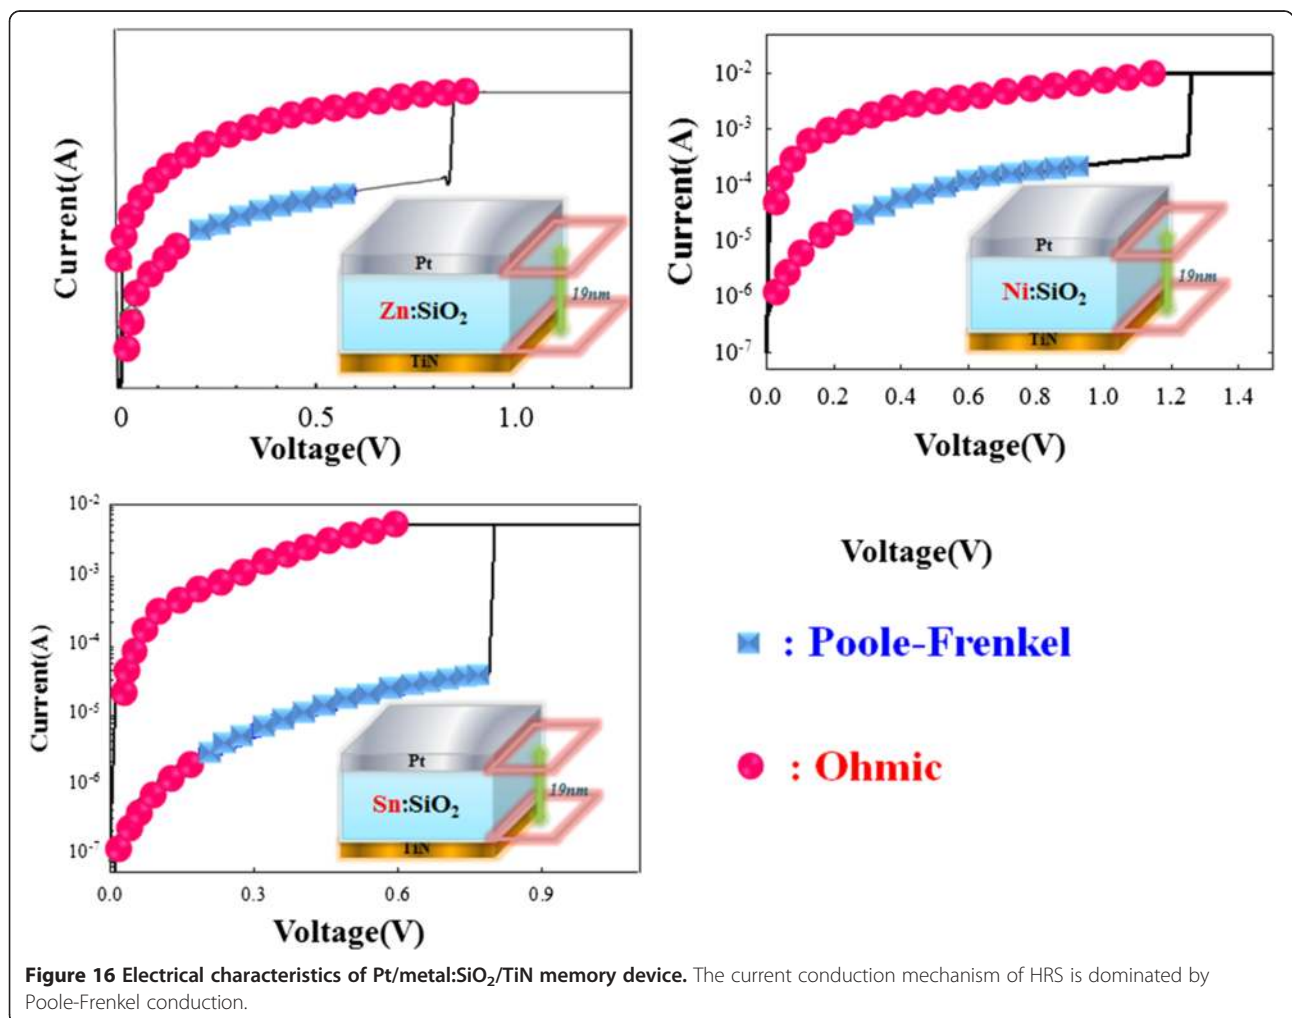 Current(A)
Pt
Zn:SiO2
TiN
19nm
0 0.5 1.0
Voltage(V)
Current(A)
10-2
10-3
10-4
10-5
10-6
10-7
Pt
Ni:SiO2
TiN
19nm
0.0 0.2 0.4 0.6 0.8 1.0 1.2 1.4
Voltage(V)
Current(A)
10-2
10-3
10-4
10-5
10-6
10-7
Pt
Sn:SiO2
TiN
19nm
0.0 0.3 0.6 0.9
Voltage(V)
Voltage(V)
: Poole-Frenkel
: Ohmic
Figure 16 Electrical characteristics of Pt/metal:SiO2/TiN memory device. The current conduction mechanism of HRS is dominated by
Poole-Frenkel conduction.